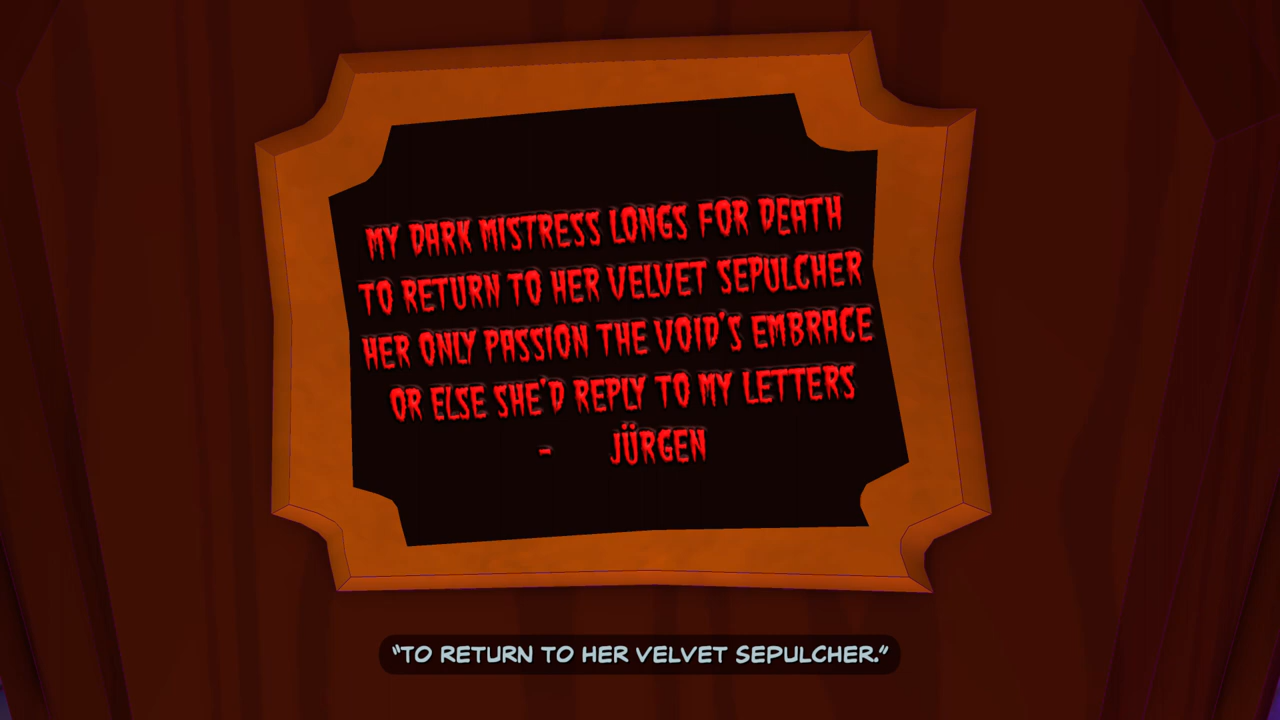 MY DARK MISTRESS LONGS FOR DEATH
TO RETURN TO HER VELVET SEPULCHER
HER ONLY PASSION THE VOID'S EMBRACE
OR ELSE SHE'D REPLY TO MY LETTERS
- JÜRGEN
“TO RETURN TO HER VELVET SEPULCHER.”